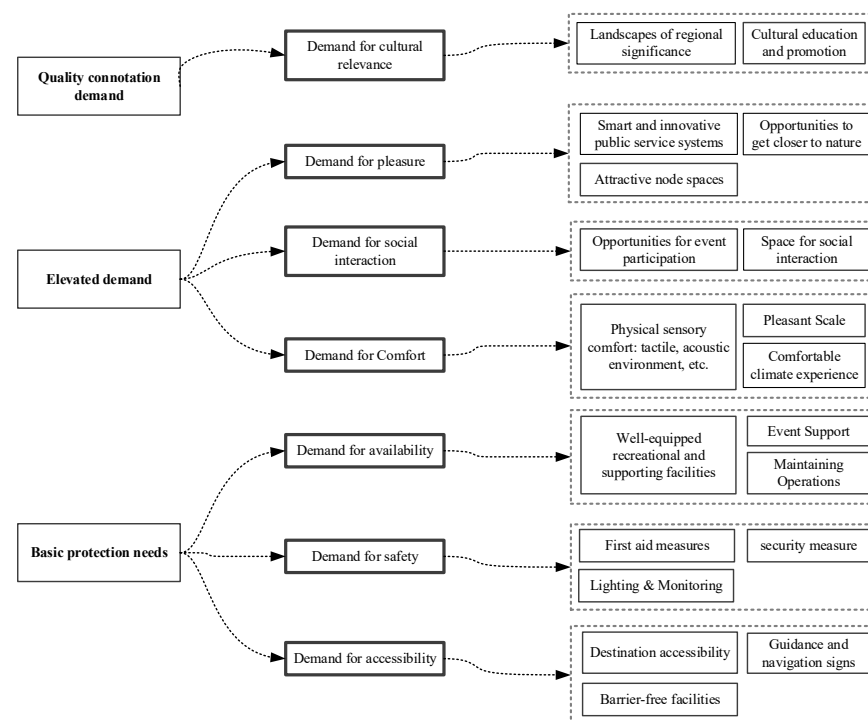 Quality connotation
demand
Demand for cultural
relevance
Landscapes of regional
significance
Cultural education
and promotion
Elevated demand
Demand for pleasure
Smart and innovative
public service systems
Opportunities to
get closer to nature
Attractive node spaces
Demand for social
interaction
Opportunities for event
participation
Space for social
interaction
Demand for Comfort
Physical sensory
comfort: tactile, acoustic
environment, etc.
Pleasant Scale
Comfortable
climate experience
Basic protection needs
Demand for availability
Well-equipped
recreational and
supporting facilities
Event Support
Maintaining
Operations
Demand for safety
First aid measures
security measure
Lighting & Monitoring
Demand for accessibility
Destination accessibility
Guidance and
navigation signs
Barrier-free facilities